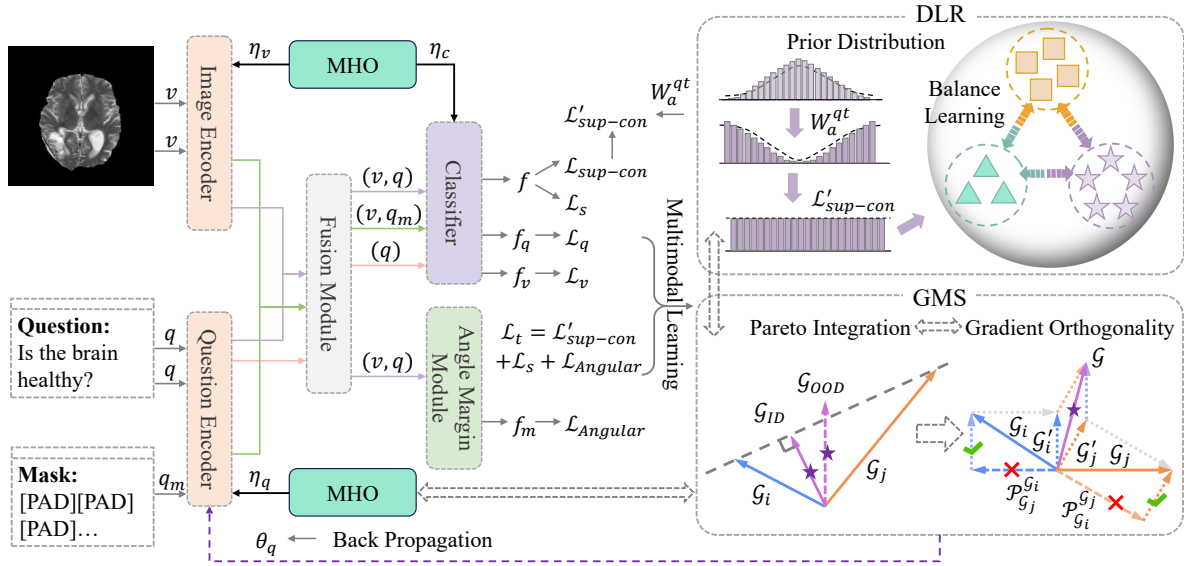 DLR
η_v
MHO
η_c
Prior Distribution
v
v
Image Encoder
W_a^{qt}
W_a^{qt}
Balance
Learning
ℒ'_{sup-con}
ℒ_{sup-con}
f
ℒ_s
(v, q)
(v, q_m)
(q)
Fusion Module
Classifier
f_q
ℒ_q
f_v
ℒ_v
ℒ'_{sup-con}
Multimodal Learning
GMS
Question:
Is the brain
healthy?
q
q
Question Encoder
(v, q)
Angle Margin
Module
ℒ_t = ℒ'_{sup-con}
+ℒ_s + ℒ_{Angular}
f_m
ℒ_{Angular}
Pareto Integration
Gradient Orthogonality
𝒢_{OOD}
𝒢_{ID}
𝒢_i
𝒢_j
𝒢
𝒢_i
𝒢'_i
𝒢'_j
𝒢_j
𝒫_{𝒢_j}^{𝒢_i}
𝒫_{𝒢_i}^{𝒢_j}
Mask:
[PAD][PAD]
[PAD]…
q_m
η_q
MHO
θ_q
Back Propagation